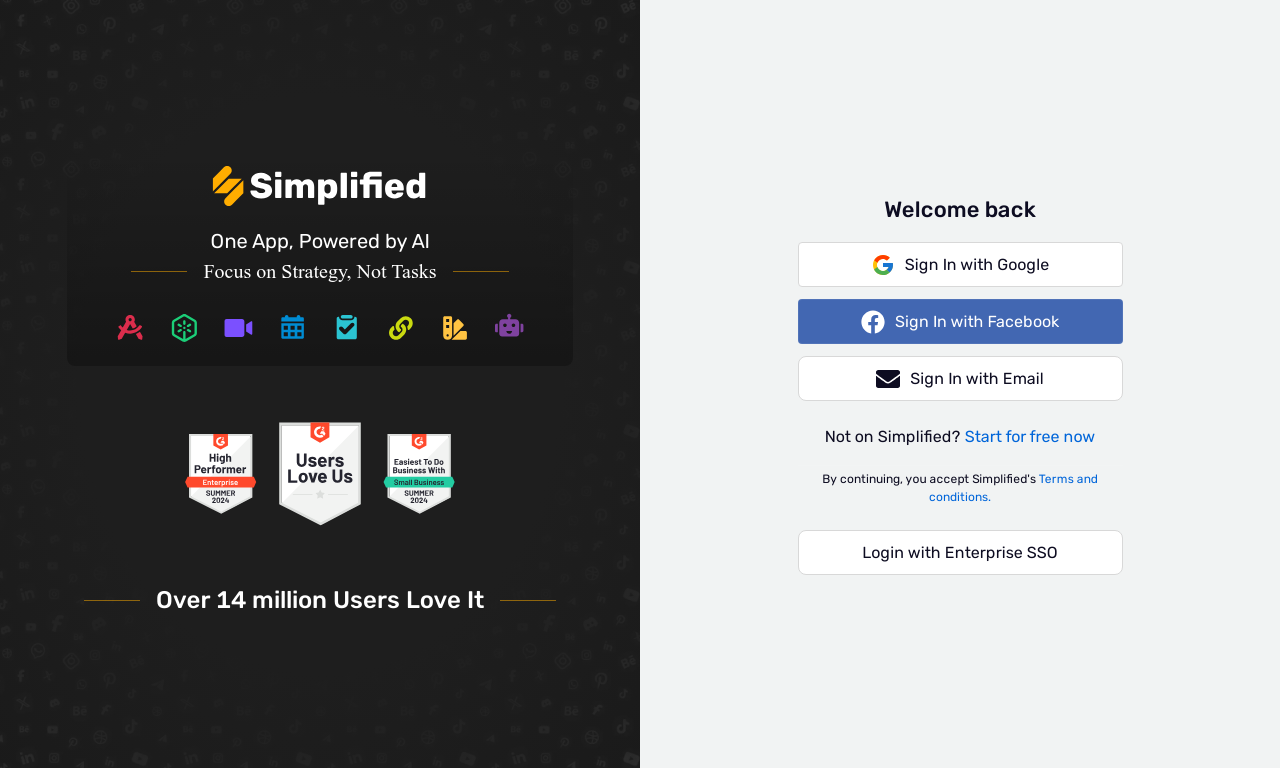 Simplified
One App, Powered by AI
Focus on Strategy, Not Tasks
High
Performer
Enterprise
SUMMER
2024
Users
Love Us
Easiest To Do
Business With
Small Business
SUMMER
2024
Over 14 million Users Love It
Welcome back
Sign In with Google
Sign In with Facebook
Sign In with Email
Not on Simplified? Start for free now
By continuing, you accept Simplified's Terms and
conditions.
Login with Enterprise SSO